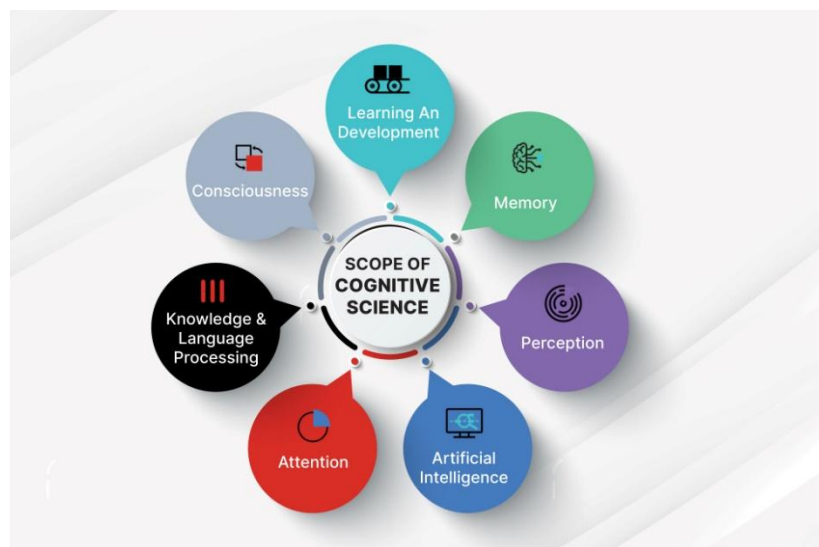 Learning An
Development
Memory
Perception
Artificial
Intelligence
Attention
Knowledge &
Language
Processing
Consciousness
SCOPE OF
COGNITIVE
SCIENCE